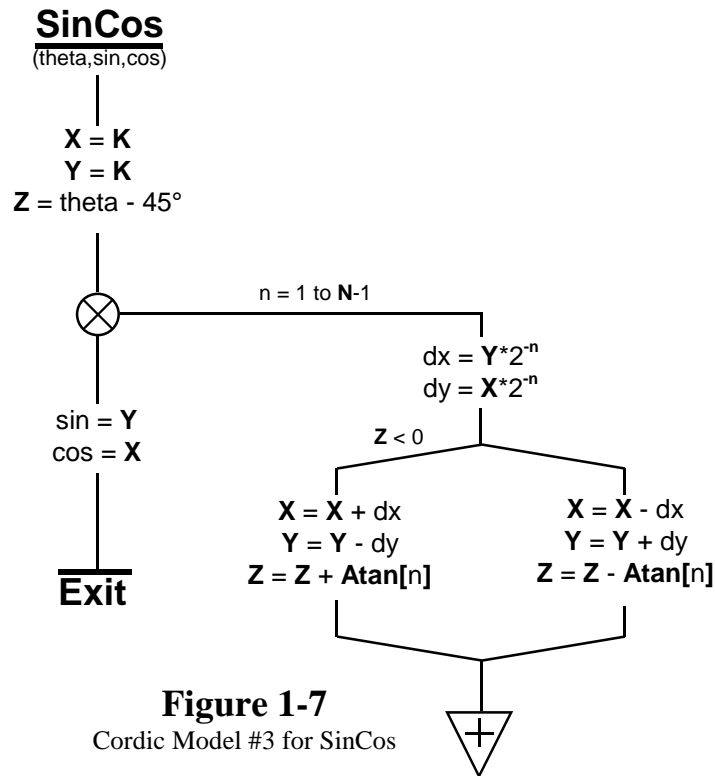 SinCos
(theta,sin,cos)
X = K
Y = K
Z = theta - 45°
n = 1 to N-1
dx = Y*2⁻ⁿ
dy = X*2⁻ⁿ
Z < 0
X = X + dx
Y = Y - dy
Z = Z + Atan[n]
X = X - dx
Y = Y + dy
Z = Z - Atan[n]
sin = Y
cos = X
Exit
Figure 1-7
Cordic Model #3 for SinCos